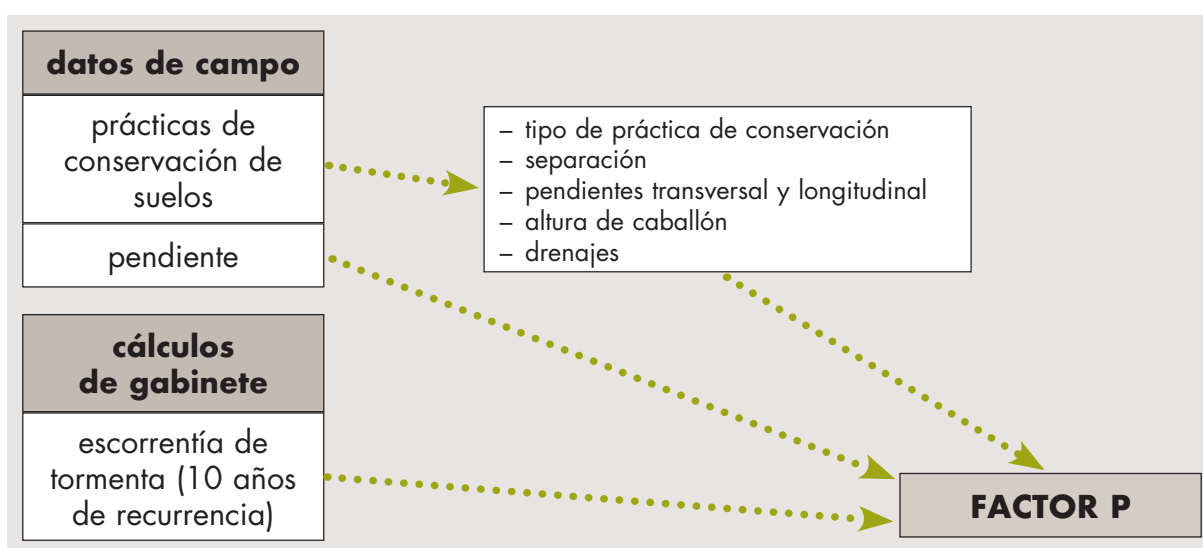 datos de campo
prácticas de
conservación de
suelos
pendiente
– tipo de práctica de conservación
– separación
– pendientes transversal y longitudinal
– altura de caballón
– drenajes
cálculos
de gabinete
escorrentía de
tormenta (10 años
de recurrencia)
FACTOR P